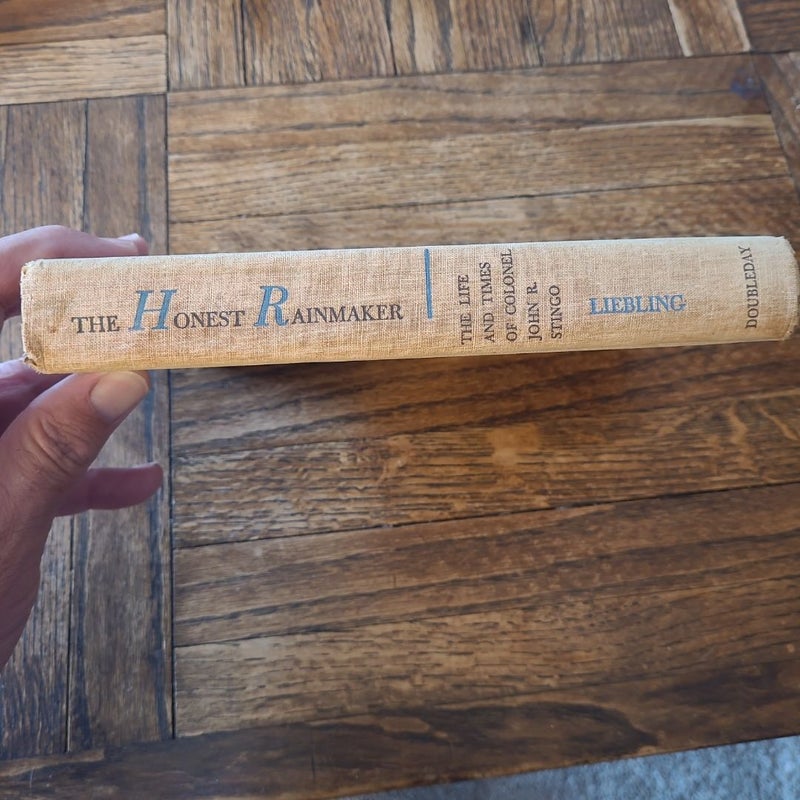 THE HONEST RAINMAKER
THE LIFE
AND TIMES
OF COLONEL
JOHN R.
STINGO
LIEBLING
DOUBLEDAY